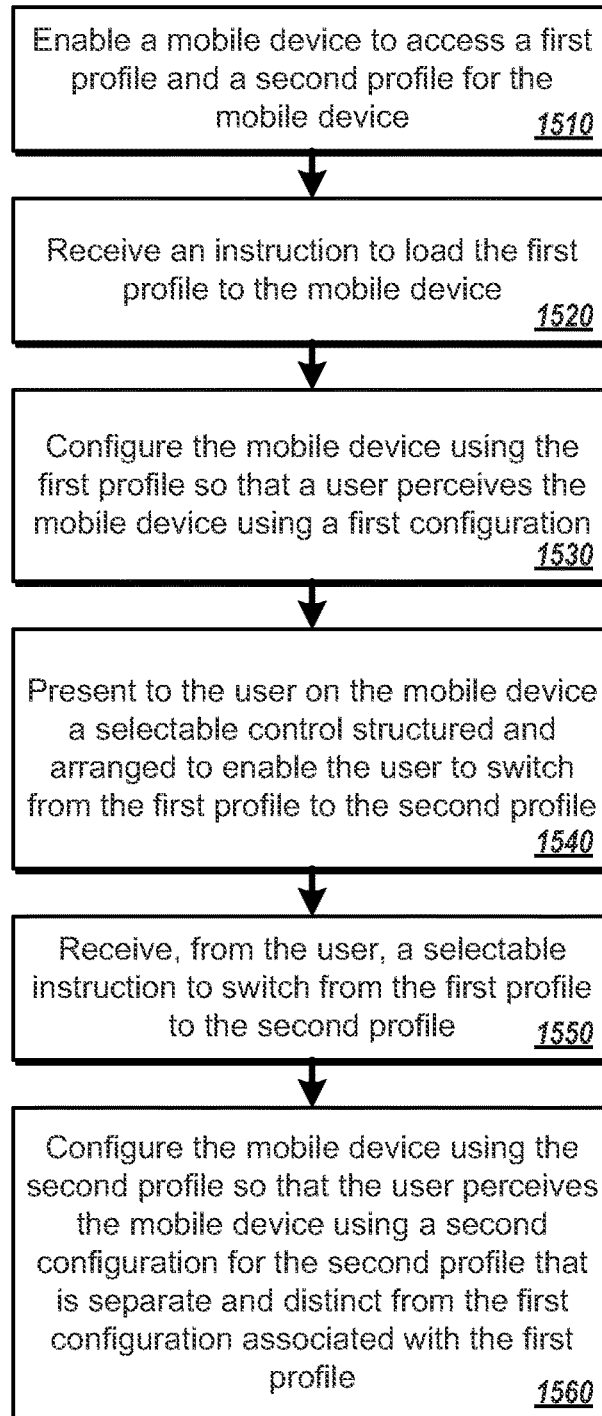 Enable a mobile device to access a first
profile and a second profile for the
mobile device
1510
Receive an instruction to load the first
profile to the mobile device
1520
Configure the mobile device using the
first profile so that a user perceives the
mobile device using a first configuration
1530
Present to the user on the mobile device
a selectable control structured and
arranged to enable the user to switch
from the first profile to the second profile
1540
Receive, from the user, a selectable
instruction to switch from the first profile
to the second profile
1550
Configure the mobile device using the
second profile so that the user perceives
the mobile device using a second
configuration for the second profile that
is separate and distinct from the first
configuration associated with the first
profile
1560